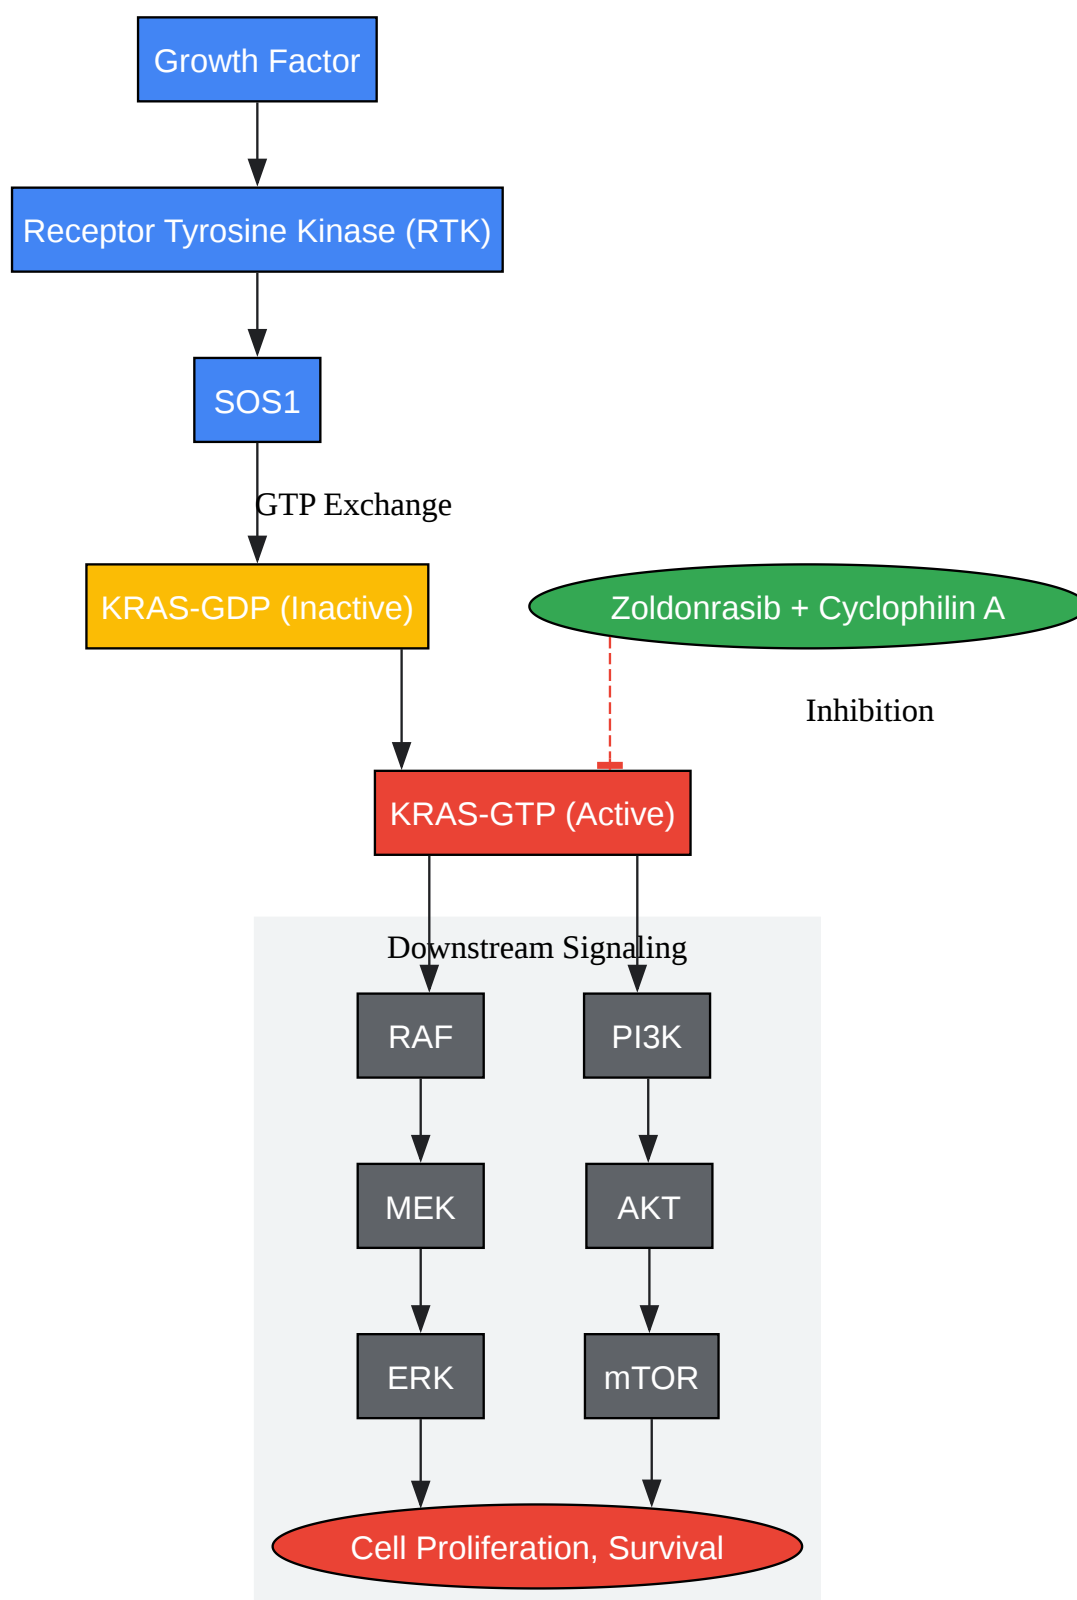 Growth Factor
Receptor Tyrosine Kinase (RTK)
SOS1
GTP Exchange
KRAS-GDP (Inactive)
Zoldonrasib + Cyclophilin A
Inhibition
KRAS-GTP (Active)
Downstream Signaling
RAF
PI3K
MEK
AKT
ERK
mTOR
Cell Proliferation, Survival